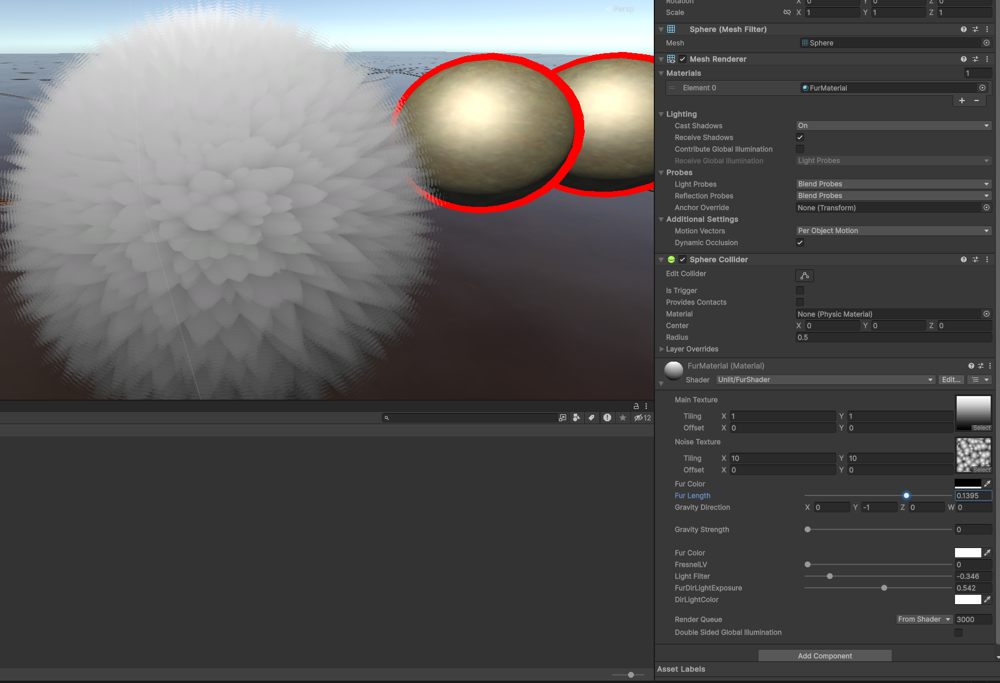 Persp
Rotation X 0 Y 0 Z 0
Scale X 1 Y 1 Z 1
Sphere (Mesh Filter)
Mesh Sphere
Mesh Renderer
Materials 1
Element 0 FurMaterial
+ −
Lighting
Cast Shadows On
Receive Shadows
Contribute Global Illumination
Receive Global Illumination Light Probes
Probes
Light Probes Blend Probes
Reflection Probes Blend Probes
Anchor Override None (Transform)
Additional Settings
Motion Vectors Per Object Motion
Dynamic Occlusion
Sphere Collider
Edit Collider
Is Trigger
Provides Contacts
Material None (Physic Material)
Center X 0 Y 0 Z 0
Radius 0.5
Layer Overrides
FurMaterial (Material)
Shader Unlit/FurShader Edit...
Main Texture
Tiling X 1 Y 1
Offset X 0 Y 0 Select
Noise Texture
Tiling X 10 Y 10
Offset X 0 Y 0 Select
Fur Color
Fur Length 0.1395
Gravity Direction X 0 Y -1 Z 0 W 0
Gravity Strength 0
Fur Color
FresnelLV 0
Light Filter -0.346
FurDirLightExposure 0.542
DirLightColor
Render Queue From Shader 3000
Double Sided Global Illumination
Add Component
Asset Labels
12